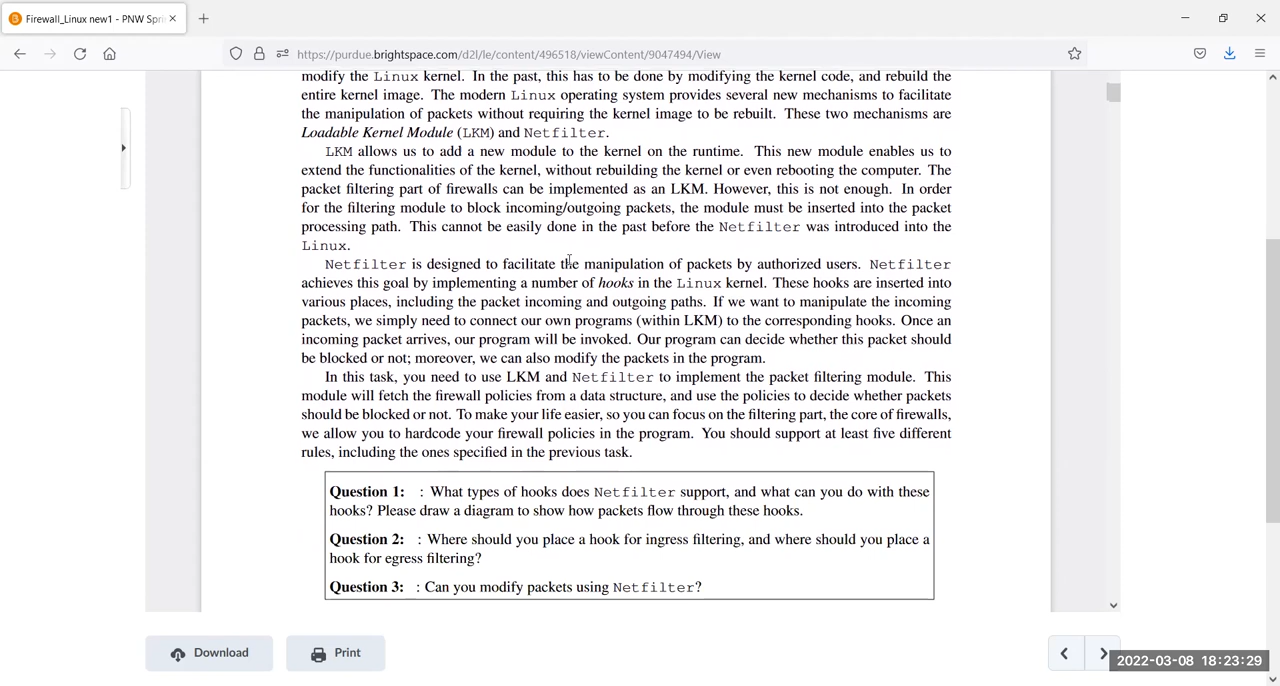 Firewall_Linux new1 - PNW Spri
https://purdue.brightspace.com/d2l/le/content/496518/viewContent/9047494/View
modify the Linux kernel. In the past, this has to be done by modifying the kernel code, and rebuild the
entire kernel image. The modern Linux operating system provides several new mechanisms to facilitate
the manipulation of packets without requiring the kernel image to be rebuilt. These two mechanisms are
Loadable Kernel Module (LKM) and Netfilter.
LKM allows us to add a new module to the kernel on the runtime. This new module enables us to
extend the functionalities of the kernel, without rebuilding the kernel or even rebooting the computer. The
packet filtering part of firewalls can be implemented as an LKM. However, this is not enough. In order
for the filtering module to block incoming/outgoing packets, the module must be inserted into the packet
processing path. This cannot be easily done in the past before the Netfilter was introduced into the
Linux.
Netfilter is designed to facilitate the manipulation of packets by authorized users. Netfilter
achieves this goal by implementing a number of hooks in the Linux kernel. These hooks are inserted into
various places, including the packet incoming and outgoing paths. If we want to manipulate the incoming
packets, we simply need to connect our own programs (within LKM) to the corresponding hooks. Once an
incoming packet arrives, our program will be invoked. Our program can decide whether this packet should
be blocked or not; moreover, we can also modify the packets in the program.
In this task, you need to use LKM and Netfilter to implement the packet filtering module. This
module will fetch the firewall policies from a data structure, and use the policies to decide whether packets
should be blocked or not. To make your life easier, so you can focus on the filtering part, the core of firewalls,
we allow you to hardcode your firewall policies in the program. You should support at least five different
rules, including the ones specified in the previous task.
Question 1: : What types of hooks does Netfilter support, and what can you do with these
hooks? Please draw a diagram to show how packets flow through these hooks.
Question 2: : Where should you place a hook for ingress filtering, and where should you place a
hook for egress filtering?
Question 3: : Can you modify packets using Netfilter?
Download
Print
2022-03-08 18:23:29